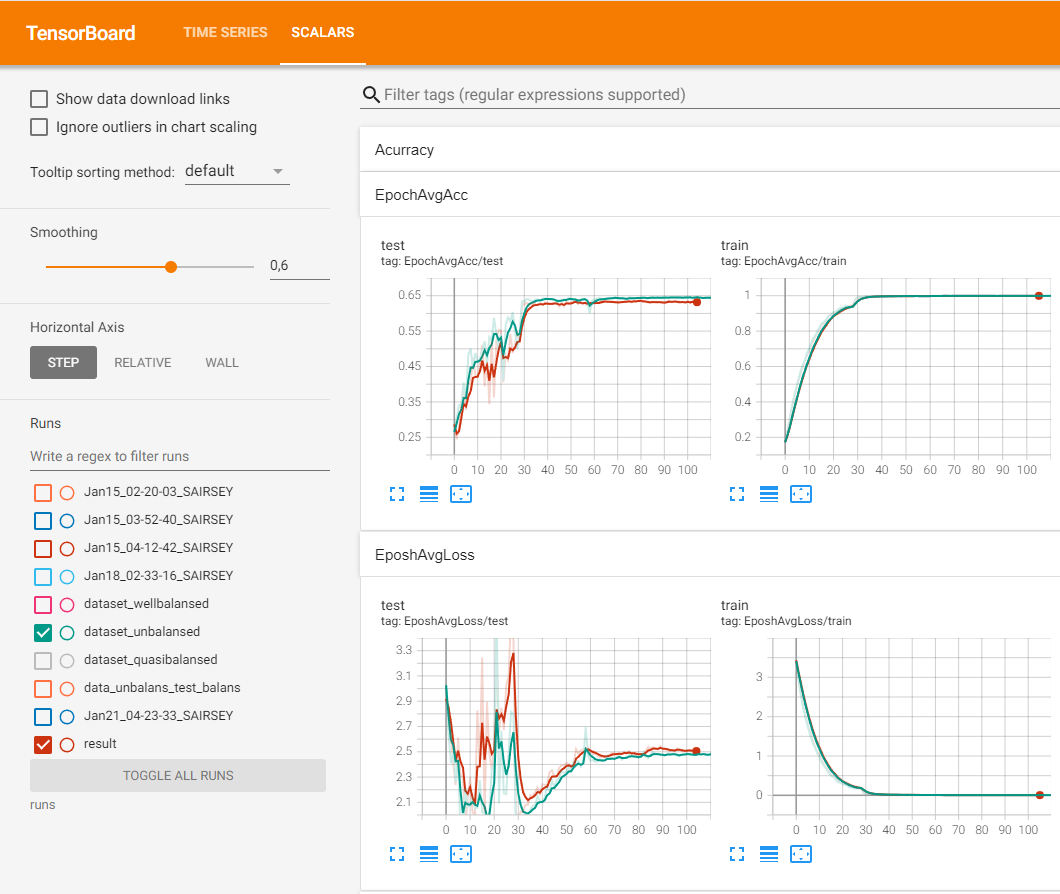 TensorBoard TIME SERIES SCALARS
Show data download links
Ignore outliers in chart scaling
Tooltip sorting method: default
Smoothing
0,6
Horizontal Axis
STEP RELATIVE WALL
Runs
Write a regex to filter runs
Jan15_02-20-03_SAIRSEY
Jan15_03-52-40_SAIRSEY
Jan15_04-12-42_SAIRSEY
Jan18_02-33-16_SAIRSEY
dataset_wellbalansed
dataset_unbalansed
dataset_quasibalansed
data_unbalans_test_balans
Jan21_04-23-33_SAIRSEY
result
TOGGLE ALL RUNS
runs
Filter tags (regular expressions supported)
Acurracy
EpochAvgAcc
test
tag: EpochAvgAcc/test
0.65
0.55
0.45
0.35
0.25
0 10 20 30 40 50 60 70 80 90 100
train
tag: EpochAvgAcc/train
1
0.8
0.6
0.4
0.2
0 10 20 30 40 50 60 70 80 90 100
EposhAvgLoss
test
tag: EposhAvgLoss/test
3.3
3.1
2.9
2.7
2.5
2.3
2.1
0 10 20 30 40 50 60 70 80 90 100
train
tag: EposhAvgLoss/train
3
2
1
0
0 10 20 30 40 50 60 70 80 90 100